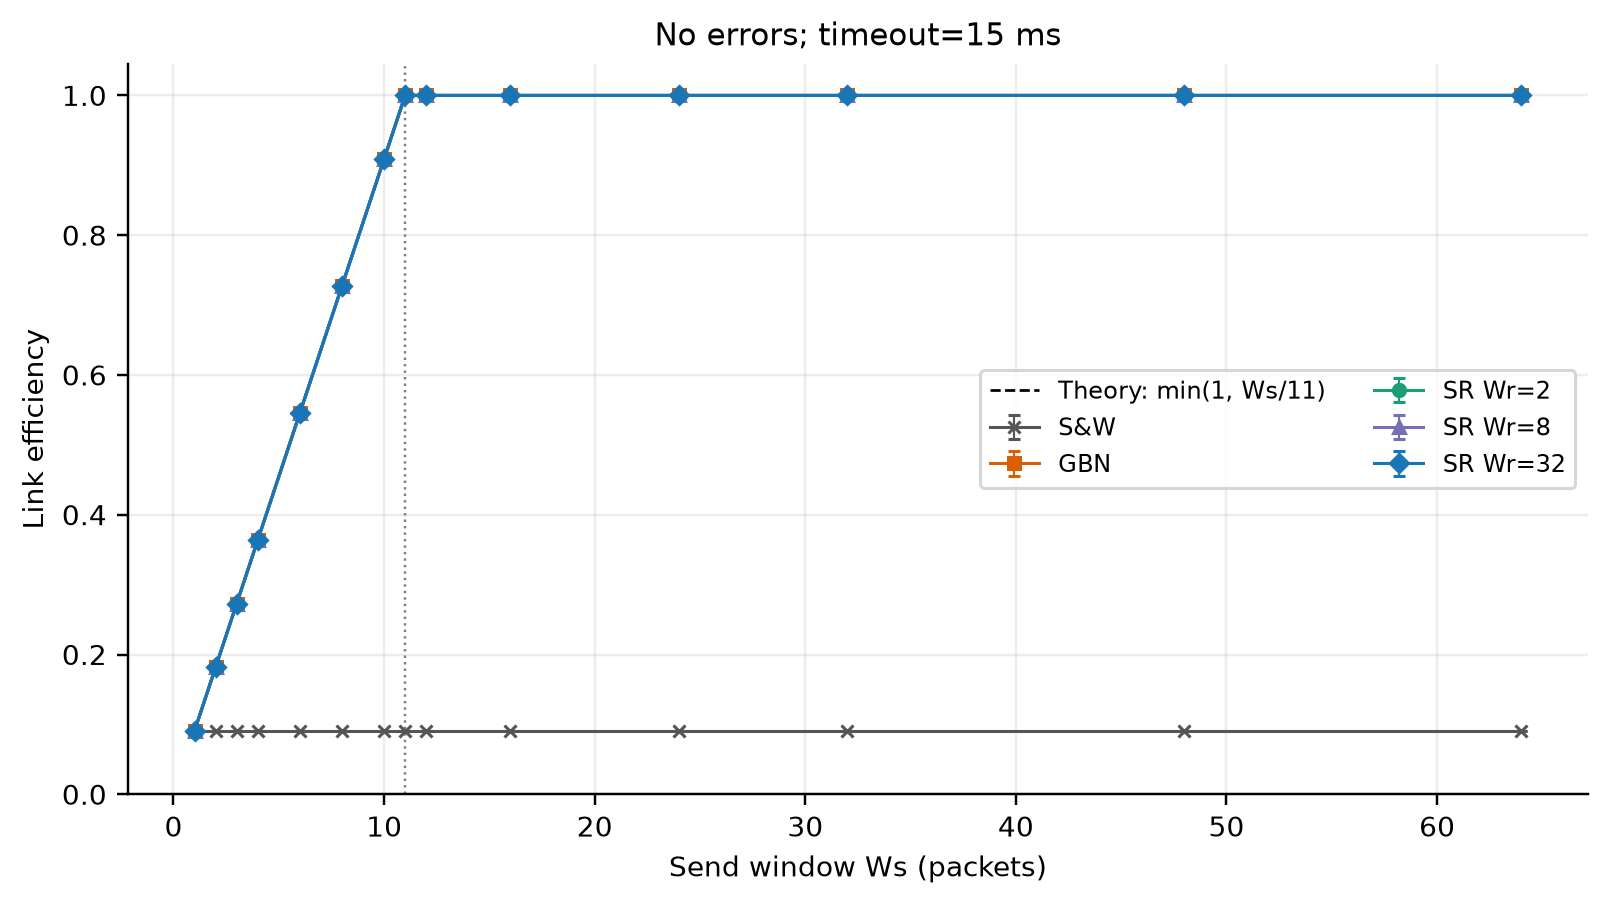 No errors; timeout=15 ms
1.0
0.8
0.6
0.4
0.2
0.0
Link efficiency
Theory: min(1, Ws/11)
S&W
GBN
SR Wr=2
SR Wr=8
SR Wr=32
0 10 20 30 40 50 60
Send window Ws (packets)